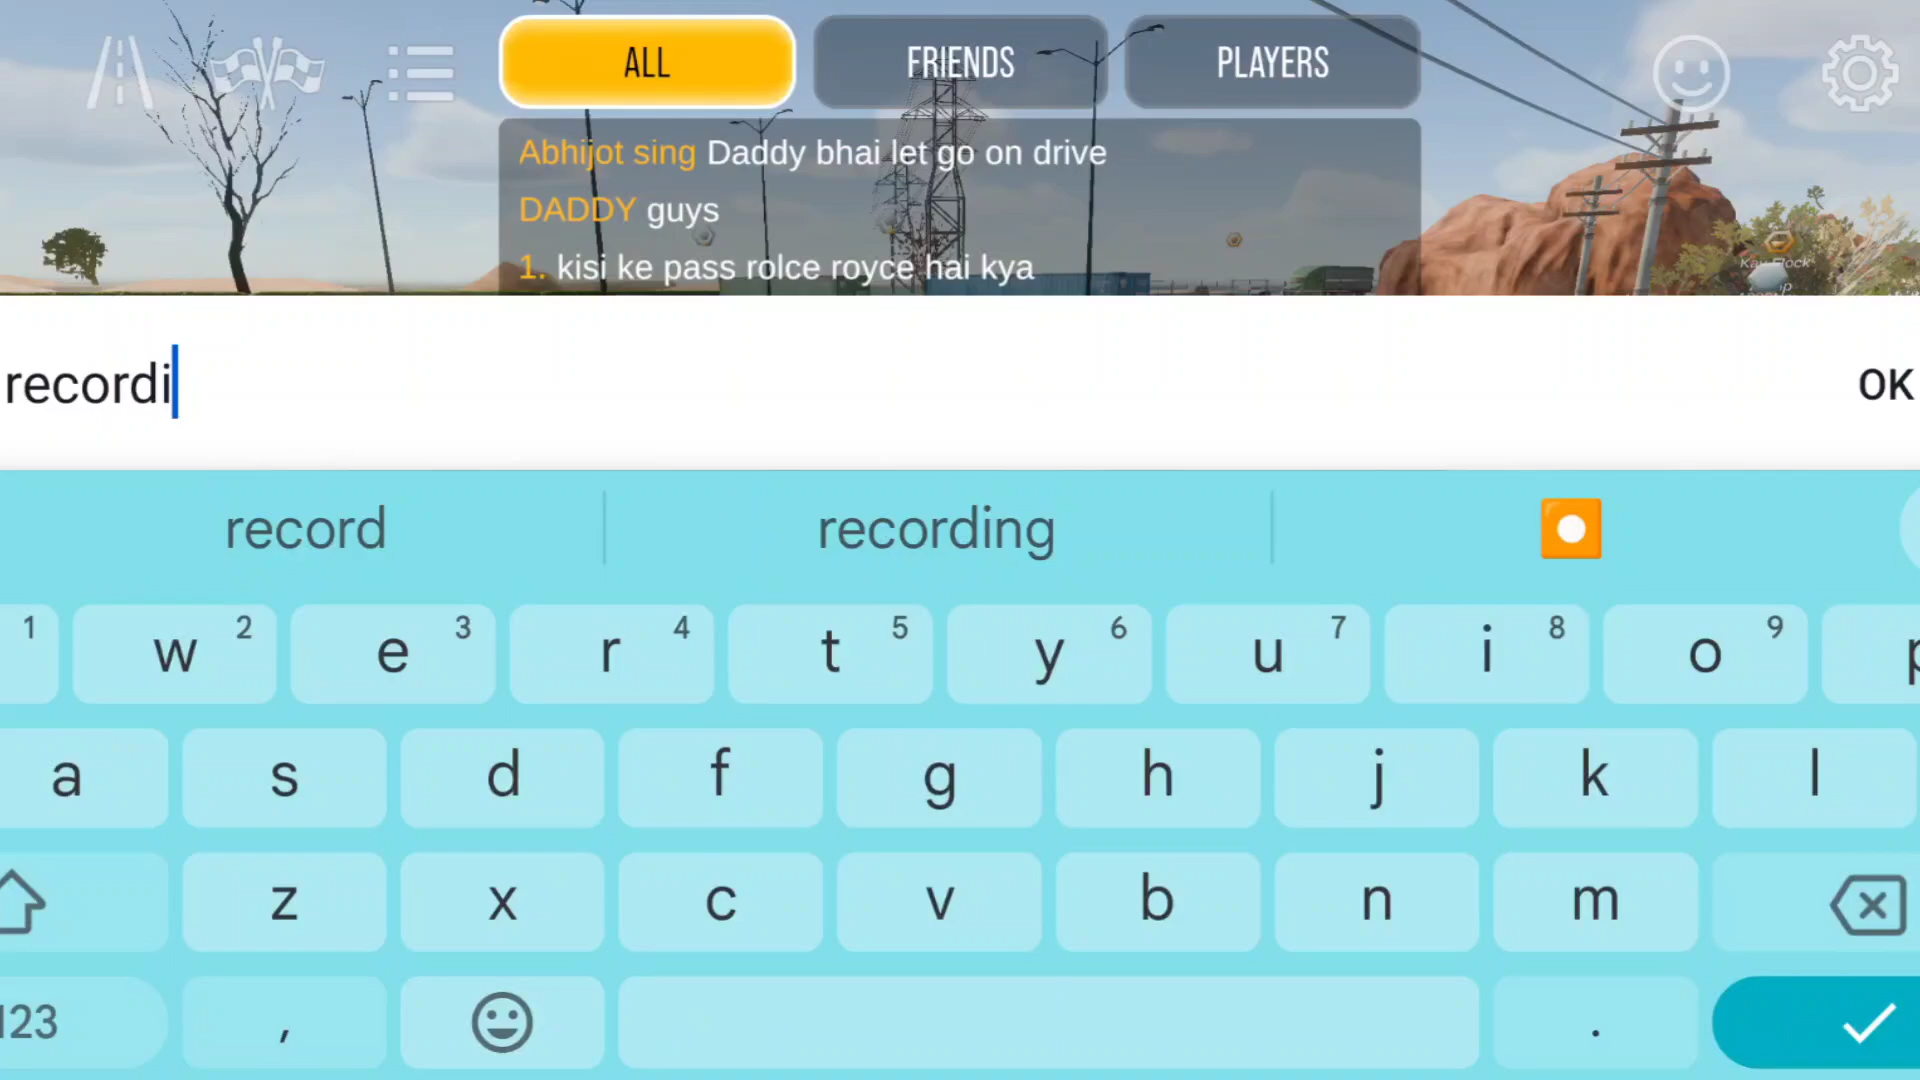 ALL
FRIENDS
PLAYERS
Abhijot sing Daddy bhai let go on drive
DADDY guys
1. kisi ke pass rolce royce hai kya
recordi
OK
record
recording
1
w 2
e 3
r 4
t 5
y 6
u 7
i 8
o 9
p
a
s
d
f
g
h
j
k
l
z
x
c
v
b
n
m
123
,
.